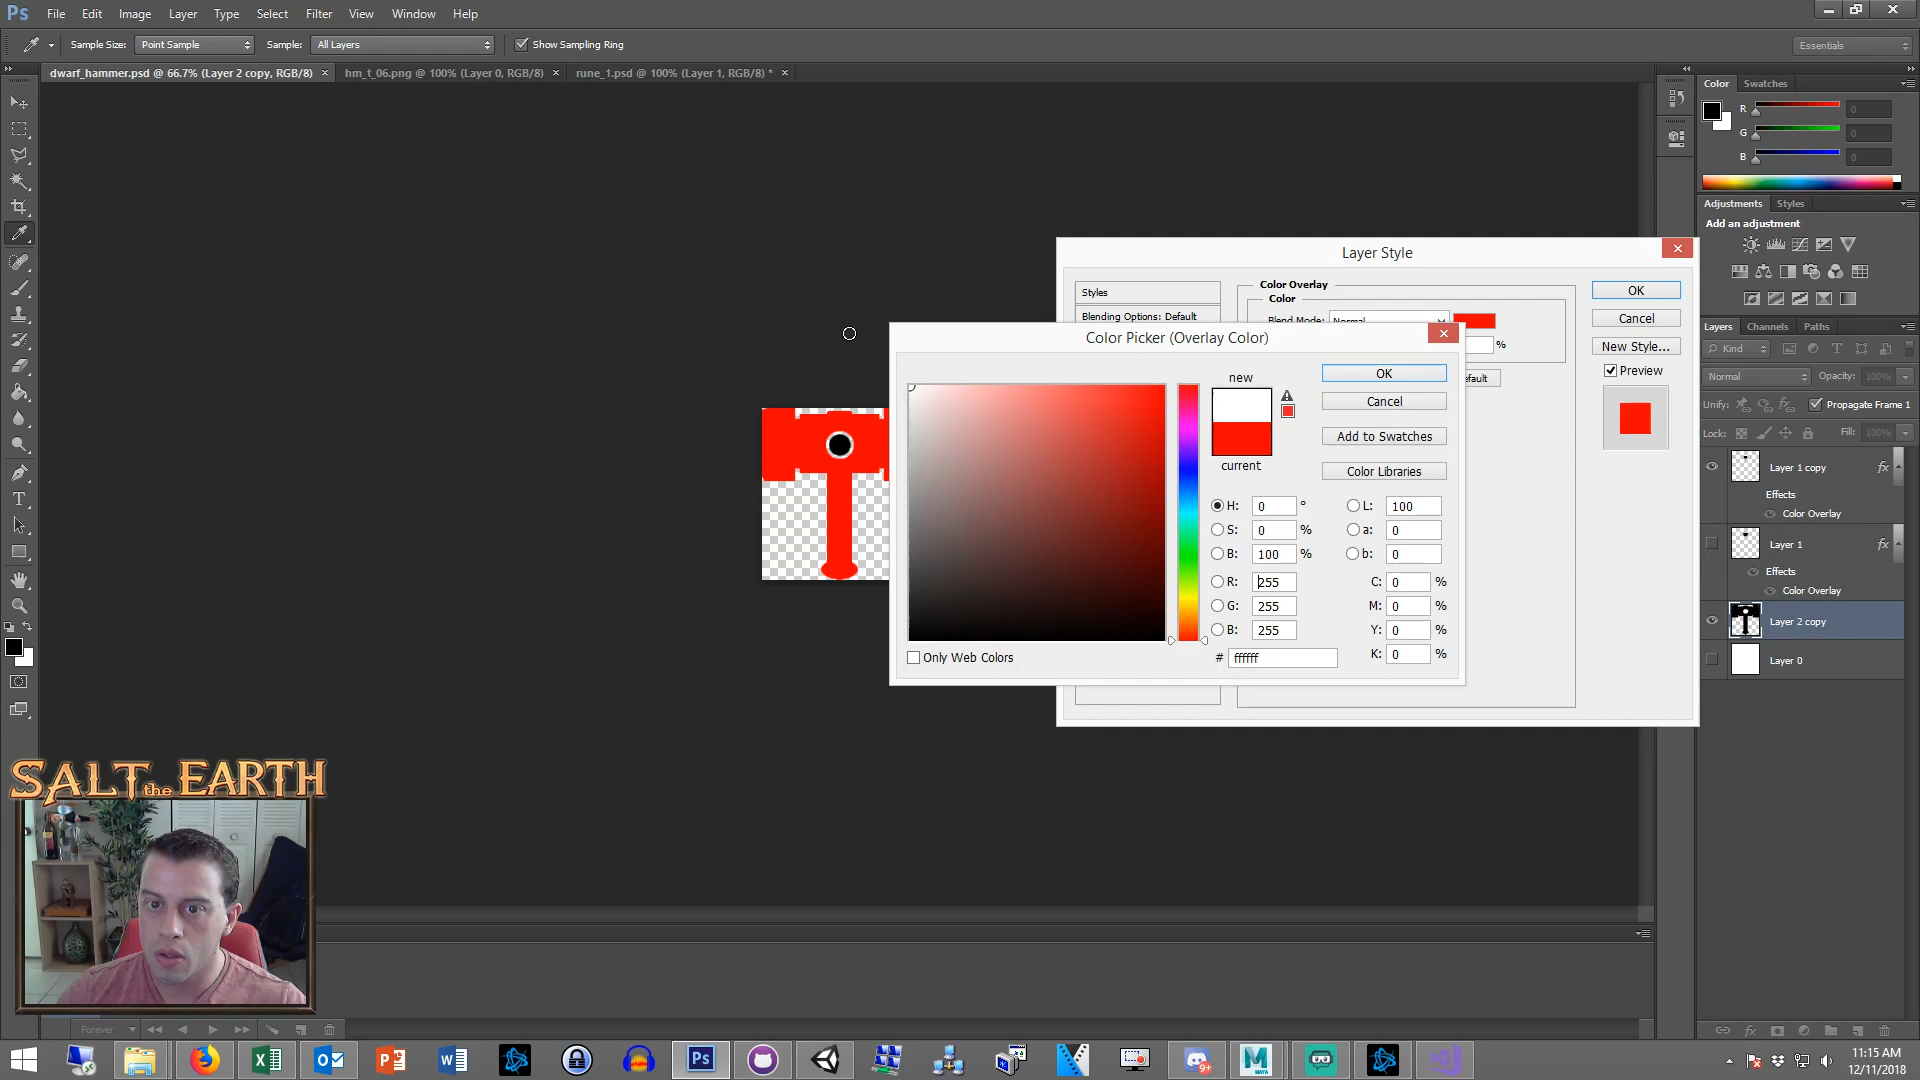 Ps File Edit Image Layer Type Select Filter View Window Help
Sample Size: Point Sample Sample: All Layers Show Sampling Ring Essentials
dwarf_hammer.psd @ 66.7% (Layer 2 copy, RGB/8) × hm_t_06.png @ 100% (Layer 0, RGB/8) × rune_1.psd @ 100% (Layer 1, RGB/8) * ×
Color Swatches
R 0
G 0
B 0
Adjustments Styles
Add an adjustment
Layers Channels Paths
Kind
Normal Opacity: 100%
Unify: Propagate Frame 1
Lock: Fill: 100%
Layer 1 copy fx
Effects
Color Overlay
Layer 1 fx
Effects
Color Overlay
Layer 2 copy
Layer 0
Layer Style
Styles
Blending Options: Default
Color Overlay
Color
Blend Mode: Normal
%
efault
OK
Cancel
New Style...
Preview
Color Picker (Overlay Color)
new
current
OK
Cancel
Add to Swatches
Color Libraries
H: 0 ° L: 100
S: 0 % a: 0
B: 100 % b: 0
R: 255 C: 0 %
G: 255 M: 0 %
B: 255 Y: 0 %
# ffffff K: 0 %
Only Web Colors
SALT the EARTH
Forever
Ps
9+
MAYA
11:15 AM
12/11/2018